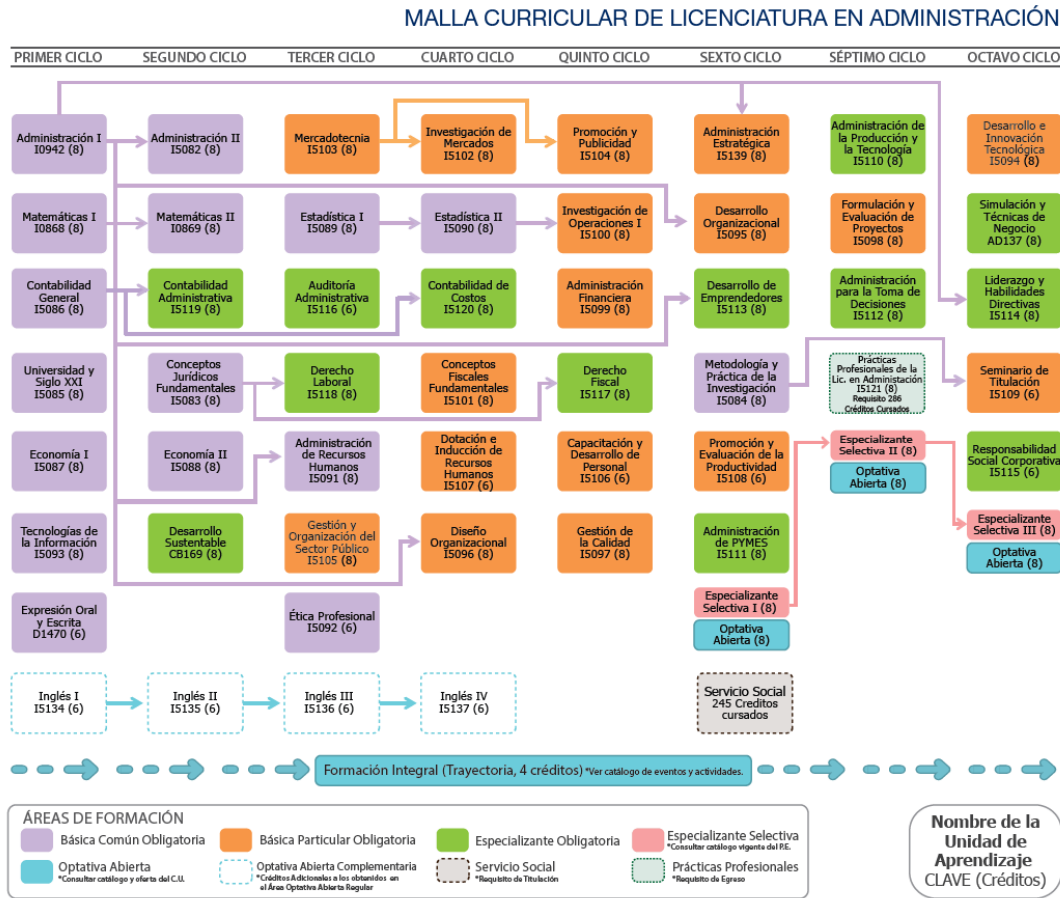 MALLA CURRICULAR DE LICENCIATURA EN ADMINISTRACIÓN
PRIMER CICLO
SEGUNDO CICLO
TERCER CICLO
CUARTO CICLO
QUINTO CICLO
SEXTO CICLO
SÉPTIMO CICLO
OCTAVO CICLO
Administración I
I0942 (8)
Administración II
I5082 (8)
Mercadotecnia
I5103 (8)
Investigación de
Mercados
I5102 (8)
Promoción y
Publicidad
I5104 (8)
Administración
Estratégica
I5139 (8)
Administración de
la Producción y
la Tecnología
I5110 (8)
Desarrollo e
Innovación
Tecnológica
I5094 (8)
Matemáticas I
I0868 (8)
Matemáticas II
I0869 (8)
Estadística I
I5089 (8)
Estadística II
I5090 (8)
Investigación de
Operaciones I
I5100 (8)
Desarrollo
Organizacional
I5095 (8)
Formulación y
Evaluación de
Proyectos
I5098 (8)
Simulación y
Técnicas de
Negocio
AD137 (8)
Contabilidad
General
I5086 (8)
Contabilidad
Administrativa
I5119 (8)
Auditoría
Administrativa
I5116 (6)
Contabilidad de
Costos
I5120 (8)
Administración
Financiera
I5099 (8)
Desarrollo de
Emprendedores
I5113 (8)
Administración
para la Toma de
Decisiones
I5112 (8)
Liderazgo y
Habilidades
Directivas
I5114 (8)
Universidad y
Siglo XXI
I5085 (8)
Conceptos
Jurídicos
Fundamentales
I5083 (8)
Derecho
Laboral
I5118 (8)
Conceptos
Fiscales
Fundamentales
I5101 (8)
Derecho
Fiscal
I5117 (8)
Metodología y
Práctica de la
Investigación
I5084 (8)
Prácticas
Profesionales de la
Lic. en Administación
I5121 (8)
Requisito 286
Créditos Cursados
Seminario de
Titulación
I5109 (6)
Economía I
I5087 (8)
Economía II
I5088 (8)
Administración
de Recursos
Humanos
I5091 (8)
Dotación e
Inducción de
Recursos
Humanos
I5107 (6)
Capacitación y
Desarrollo de
Personal
I5106 (6)
Promoción y
Evaluación de la
Productividad
I5108 (6)
Especializante
Selectiva II (8)
Optativa
Abierta (8)
Responsabilidad
Social Corporativa
I5115 (6)
Tecnologías de
la Información
I5093 (8)
Desarrollo
Sustentable
CB169 (8)
Gestión y
Organización del
Sector Público
I5105 (8)
Diseño
Organizacional
I5096 (8)
Gestión de
la Calidad
I5097 (8)
Administración
de PYMES
I5111 (8)
Especializante
Selectiva III (8)
Optativa
Abierta (8)
Expresión Oral
y Escrita
D1470 (6)
Ética Profesional
I5092 (6)
Especializante
Selectiva I (8)
Optativa
Abierta (8)
Inglés I
I5134 (6)
Inglés II
I5135 (6)
Inglés III
I5136 (6)
Inglés IV
I5137 (6)
Servicio Social
245 Creditos
cursados
Formación Integral (Trayectoria, 4 créditos) *Ver catálogo de eventos y actividades.
ÁREAS DE FORMACIÓN
Básica Común Obligatoria
Básica Particular Obligatoria
Especializante Obligatoria
Especializante Selectiva
*Consultar catálogo vigente del P.E.
Optativa Abierta
*Consultar catálogo y oferta del C.U.
Optativa Abierta Complementaria
*Créditos Adicionales a los obtenidos en
el Área Optativa Abierta Regular
Servicio Social
*Requisito de Titulación
Prácticas Profesionales
*Requisito de Egreso
Nombre de la
Unidad de
Aprendizaje
CLAVE (Créditos)